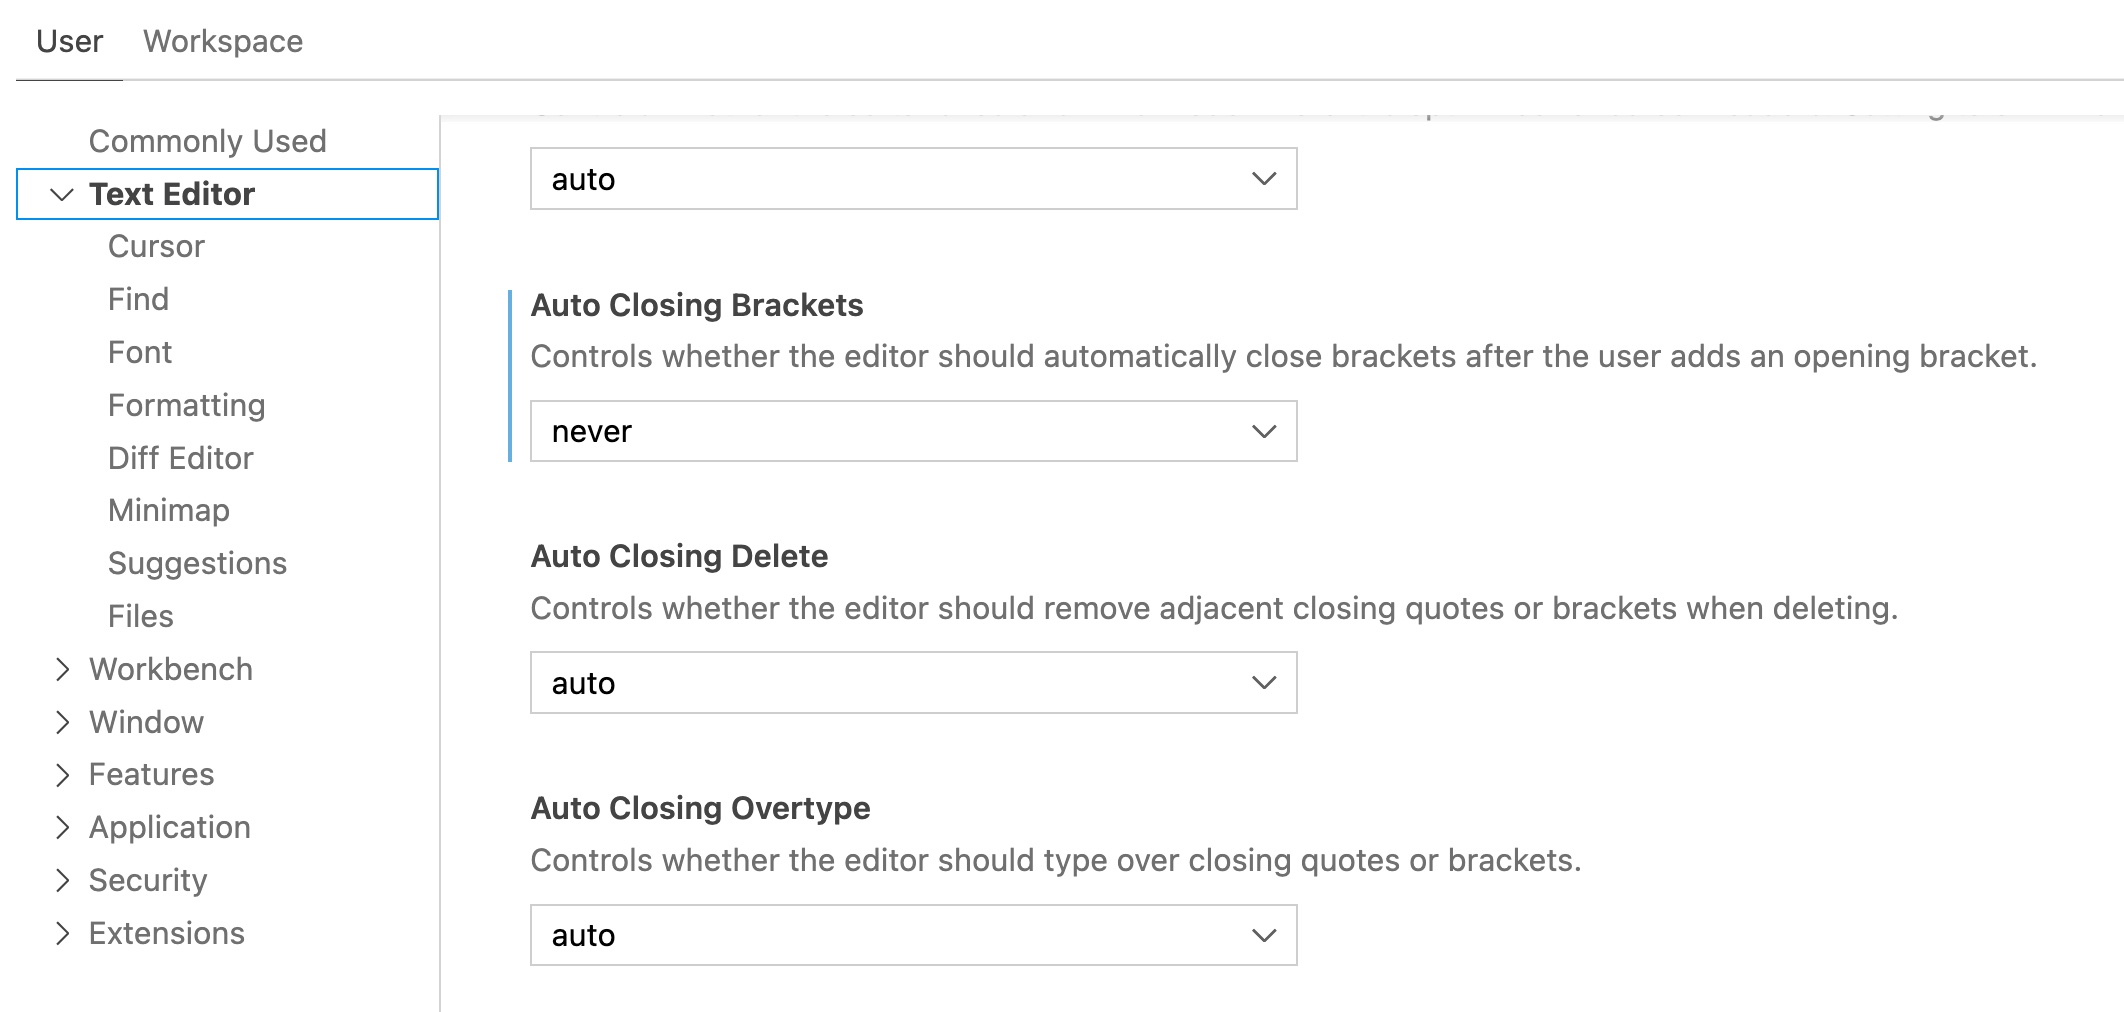 User Workspace
Commonly Used
Text Editor
Cursor
Find
Font
Formatting
Diff Editor
Minimap
Suggestions
Files
Workbench
Window
Features
Application
Security
Extensions
auto
Auto Closing Brackets
Controls whether the editor should automatically close brackets after the user adds an opening bracket.
never
Auto Closing Delete
Controls whether the editor should remove adjacent closing quotes or brackets when deleting.
auto
Auto Closing Overtype
Controls whether the editor should type over closing quotes or brackets.
auto